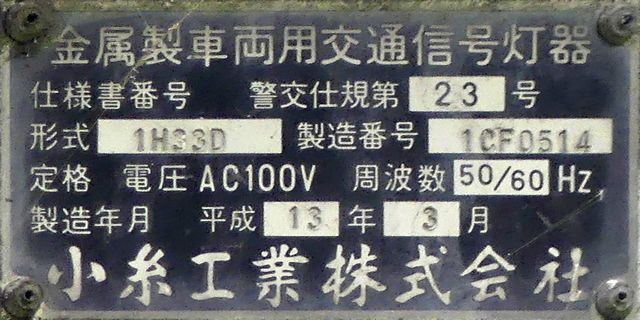 金属製車両用交通信号灯器
仕様書番号 警交仕規第 23 号
形式 1H33D 製造番号 1CF0514
定格 電圧 AC100V 周波数 50/60 Hz
製造年月 平成 13 年 3 月
小糸工業株式会社